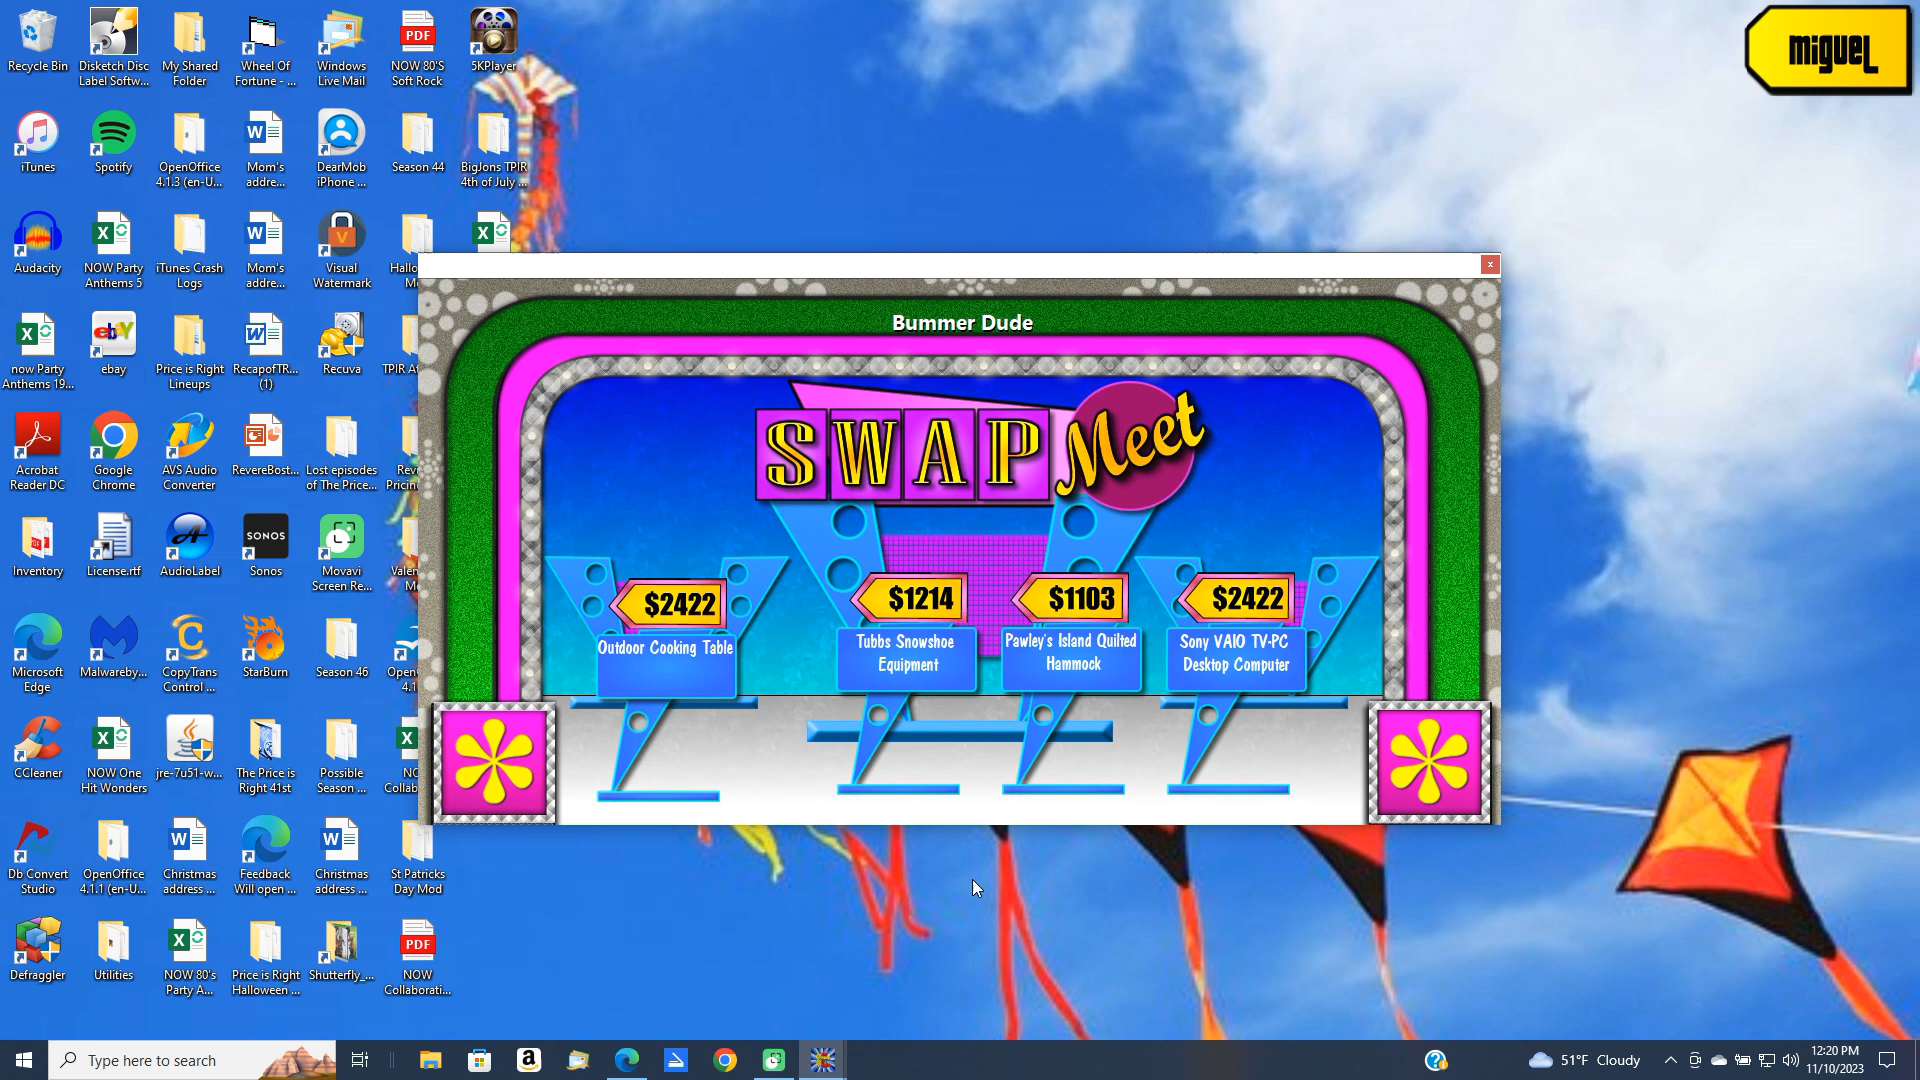 Recycle Bin
Disketch Disc
Label Softw...
My Shared
Folder
Wheel Of
Fortune - ...
Windows
Live Mail
PDF
NOW 80'S
Soft Rock
5KPlayer
miguel
iTunes
Spotify
OpenOffice
4.1.3 (en-U...
Mom's
addre...
DearMob
iPhone ...
Season 44
BigJons TPIR
4th of July ...
Audacity
NOW Party
Anthems 5
iTunes Crash
Logs
Mom's
addre...
Visual
Watermark
now Party
Anthems 19...
ebay
ebay
Price is Right
Lineups
RecapofTR...
(1)
Recuva
Acrobat
Reader DC
Google
Chrome
AVS Audio
Converter
RevereBost...
Lost episodes
of The Price...
SONOS
Inventory
License.rtf
AudioLabel
Sonos
Movavi
Screen Re...
Microsoft
Edge
Malwareby...
CopyTrans
Control ...
StarBurn
Season 46
CCleaner
NOW One
Hit Wonders
jre-7u51-w...
The Price is
Right 41st
Possible
Season ...
Db Convert
Studio
OpenOffice
4.1.1 (en-U...
Christmas
address ...
Feedback
Will open ...
Christmas
address ...
St Patricks
Day Mod
Defraggler
Utilities
NOW 80's
Party A...
Price is Right
Halloween ...
Shutterfly_...
PDF
NOW
Collaborati...
x
Bummer Dude
SWAP Meet
$2422
$1214
$1103
$2422
Outdoor Cooking Table
Tubbs Snowshoe
Equipment
Pawley's Island Quilted
Hammock
Sony VAIO TV-PC
Desktop Computer
Type here to search
51°F Cloudy
12:20 PM
11/10/2023